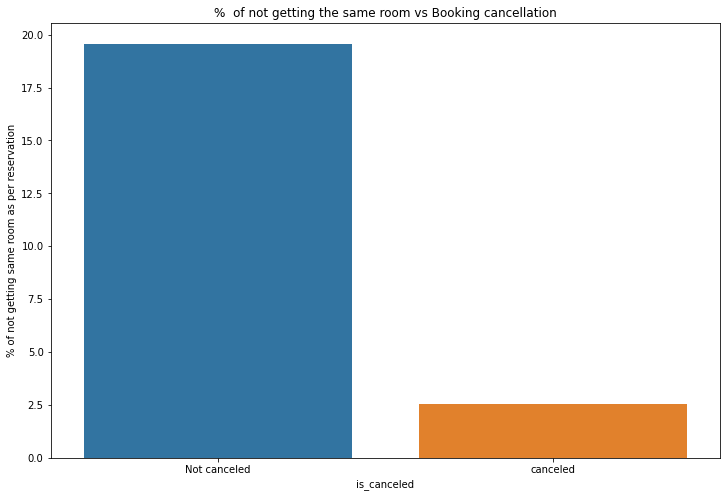 %  of not getting the same room vs Booking cancellation
% of not getting same room as per reservation
20.0
17.5
15.0
12.5
10.0
7.5
5.0
2.5
0.0
Not canceled
canceled
is_canceled